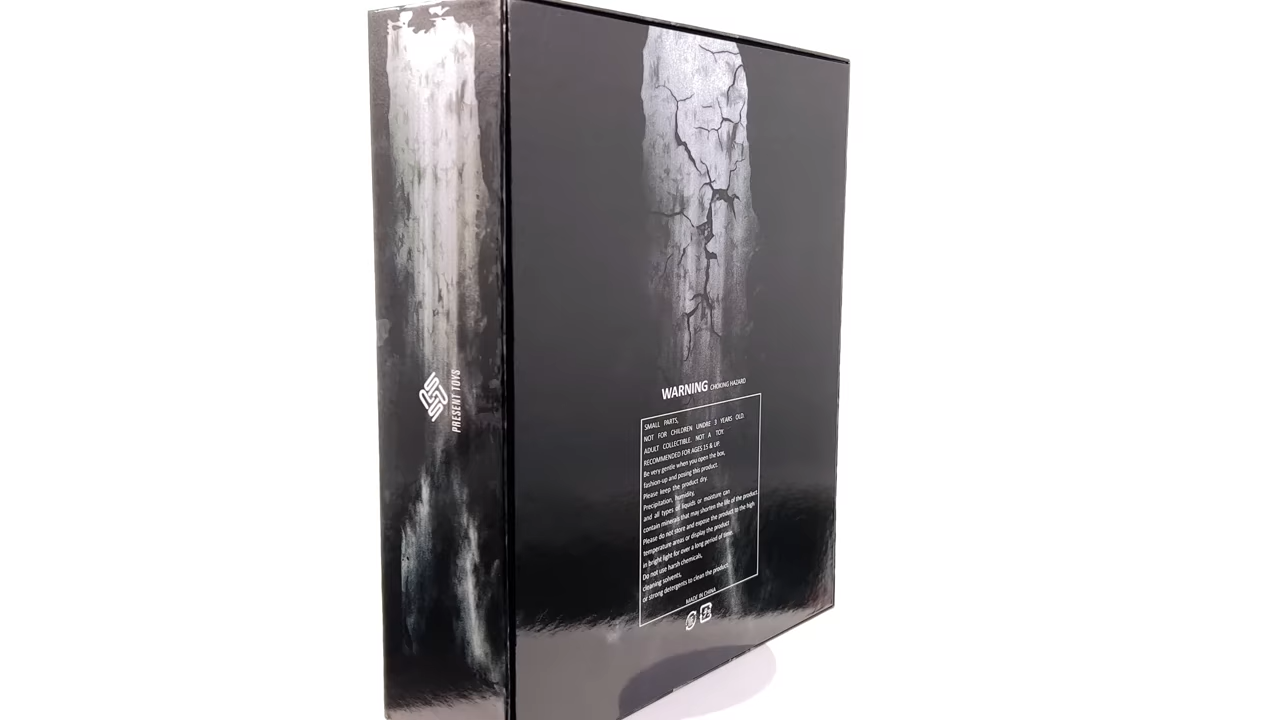 PRESENT TOYS
WARNING CHOKING HAZARD
SMALL PARTS,
NOT FOR CHILDREN UNDRE 3 YEARS OLD.
ADULT COLLECTIBLE. NOT A TOY.
RECOMMENDED FOR AGES 15 & UP.
Be very gentle when you open the box,
fashion-up and posing this product.
Please keep the product dry.
Precipitation, humidity,
and all types of liquids or moisture can
contain minerals that may shorten the life of the product.
Please do not store and expose the product to the high
temperature areas or display the product
in bright light for over a long period of time.
Do not use harsh chemicals,
cleaning solvents,
or strong detergents to clean the product.
MADE IN CHINA